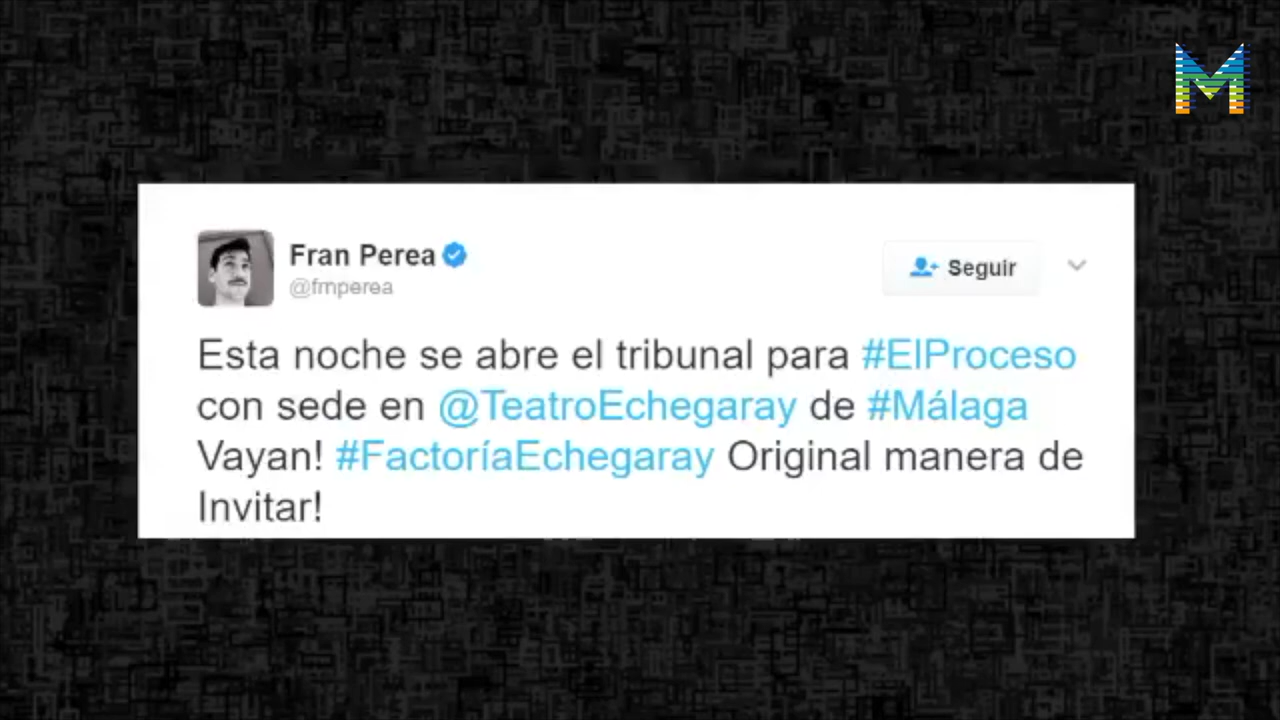 M
Fran Perea
@frnperea
Seguir
Esta noche se abre el tribunal para #ElProceso
con sede en @TeatroEchegaray de #Málaga
Vayan! #FactoríaEchegaray Original manera de
Invitar!